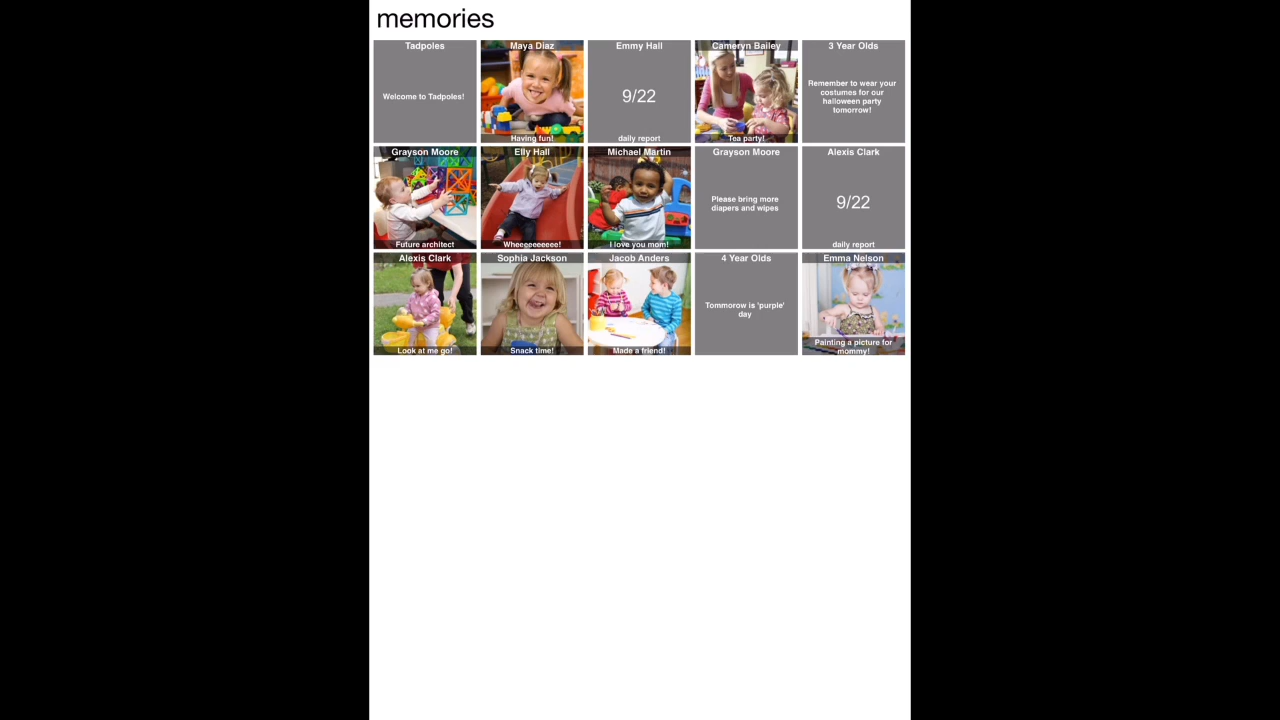 memories
Tadpoles
Welcome to Tadpoles!
Maya Diaz
Having fun!
Emmy Hall
9/22
daily report
Cameryn Bailey
Tea party!
3 Year Olds
Remember to wear your
costumes for our
halloween party
tomorrow!
Grayson Moore
Future architect
Elly Hall
Wheeeeeeeeee!
Michael Martin
I love you mom!
Grayson Moore
Please bring more
diapers and wipes
Alexis Clark
9/22
daily report
Alexis Clark
Look at me go!
Sophia Jackson
Snack time!
Jacob Anders
Made a friend!
4 Year Olds
Tommorow is 'purple'
day
Emma Nelson
Painting a picture for
mommy!